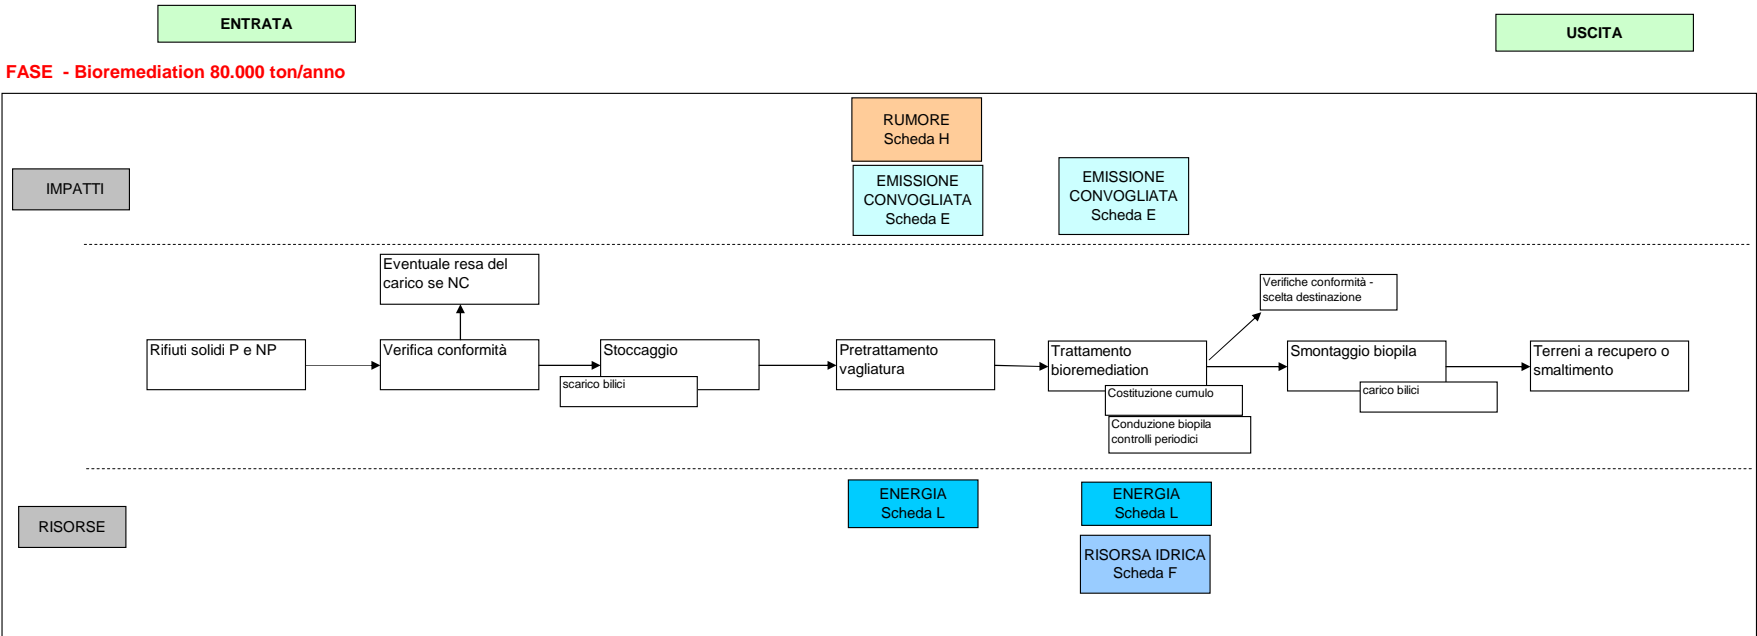 ENTRATA
USCITA
FASE - Bioremediation 80.000 ton/anno
RUMORE
Scheda H
IMPATTI
EMISSIONE
CONVOGLIATA
Scheda E
EMISSIONE
CONVOGLIATA
Scheda E
Eventuale resa del
carico se NC
Verifiche conformità -
scelta destinazione
Rifiuti solidi P e NP
Verifica conformità
Stoccaggio
scarico bilici
Pretrattamento
vagliatura
Trattamento
bioremediation
Costituzione cumulo
Conduzione biopila
controlli periodici
Smontaggio biopila
carico bilici
Terreni a recupero o
smaltimento
RISORSE
ENERGIA
Scheda L
ENERGIA
Scheda L
RISORSA IDRICA
Scheda F